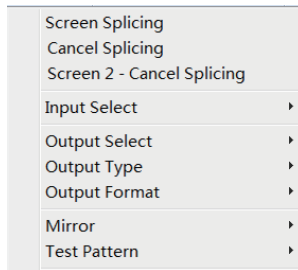 Screen Splicing
Cancel Splicing
Screen 2 - Cancel Splicing
Input Select
Output Select
Output Type
Output Format
Mirror
Test Pattern